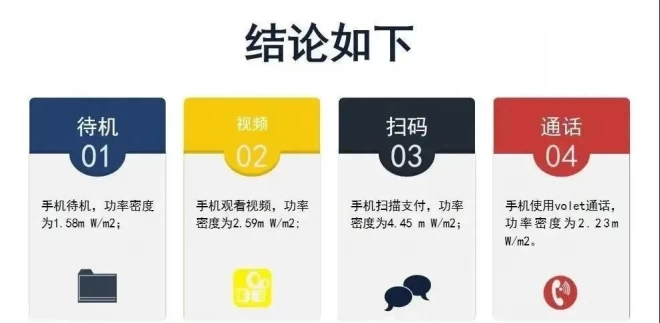 结论如下
待机
01
手机待机，功率密度
为1.58m W/m2；
视频
02
手机观看视频，功率
密度为2.59m W/m2；
扫码
03
手机扫描支付，功率
密度为4.45 m W/m2；
通话
04
手机使用volet通话，
功率密度为2.23m
W/m2。